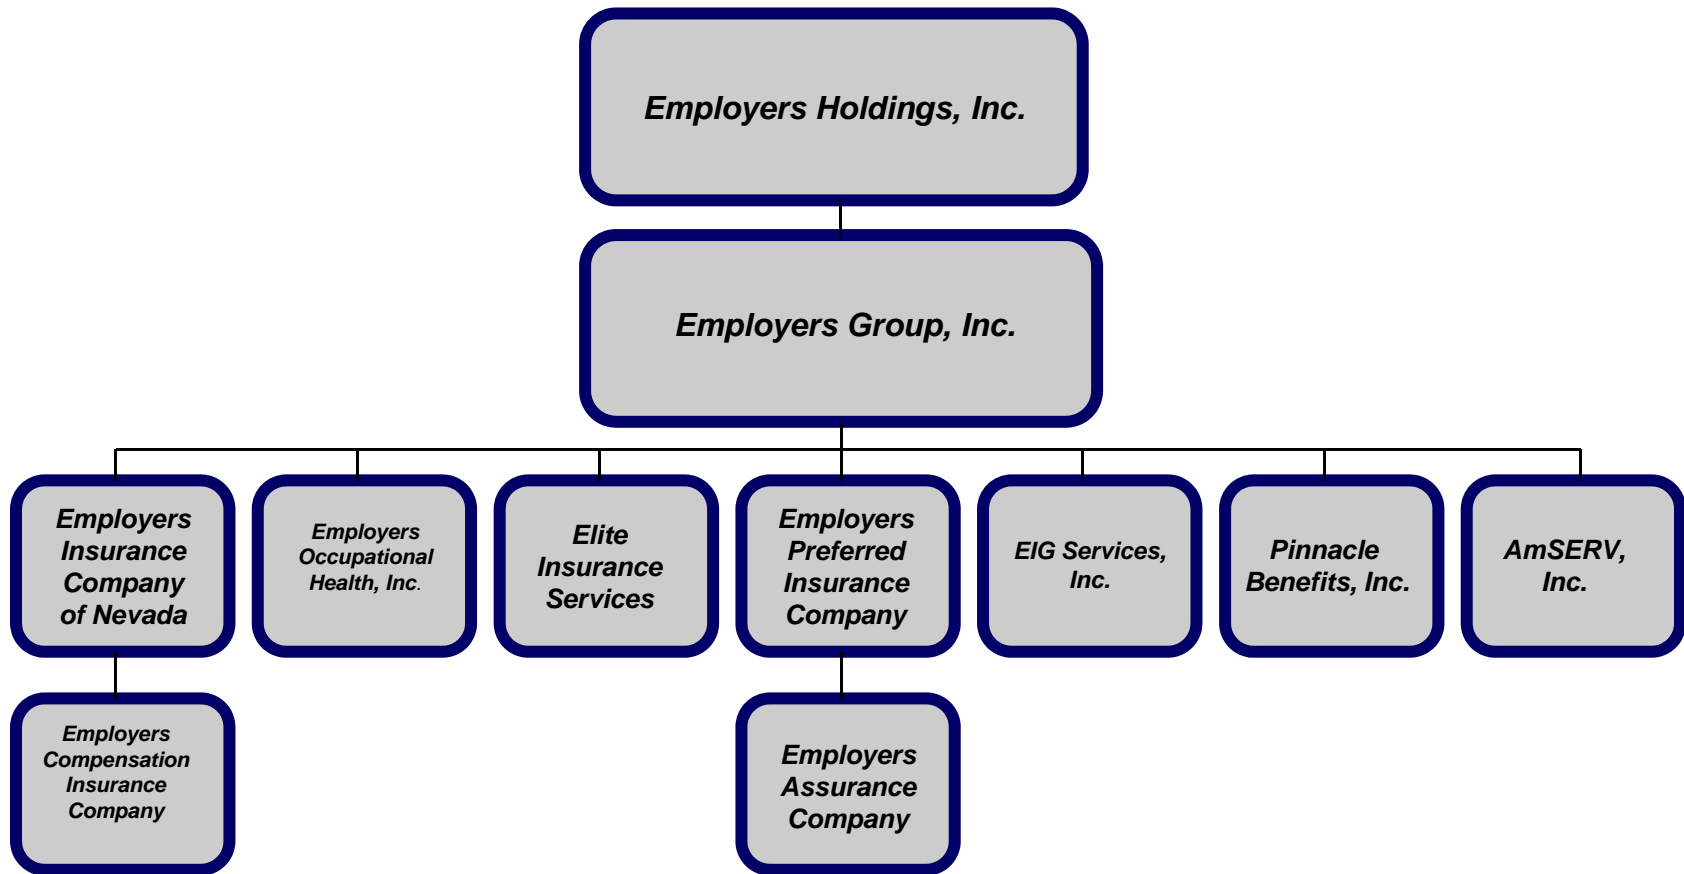 Employers Holdings, Inc.
Employers Group, Inc.
Employers
Insurance
Company
of Nevada
Employers
Occupational
Health, Inc.
Elite
Insurance
Services
Employers
Preferred
Insurance
Company
EIG Services,
Inc.
Pinnacle
Benefits, Inc.
AmSERV,
Inc.
Employers
Compensation
Insurance
Company
Employers
Assurance
Company